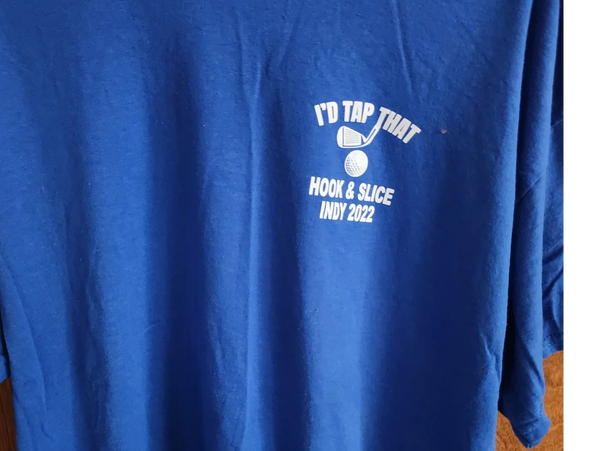 I'D TAP THAT
HOOK & SLICE
INDY 2022